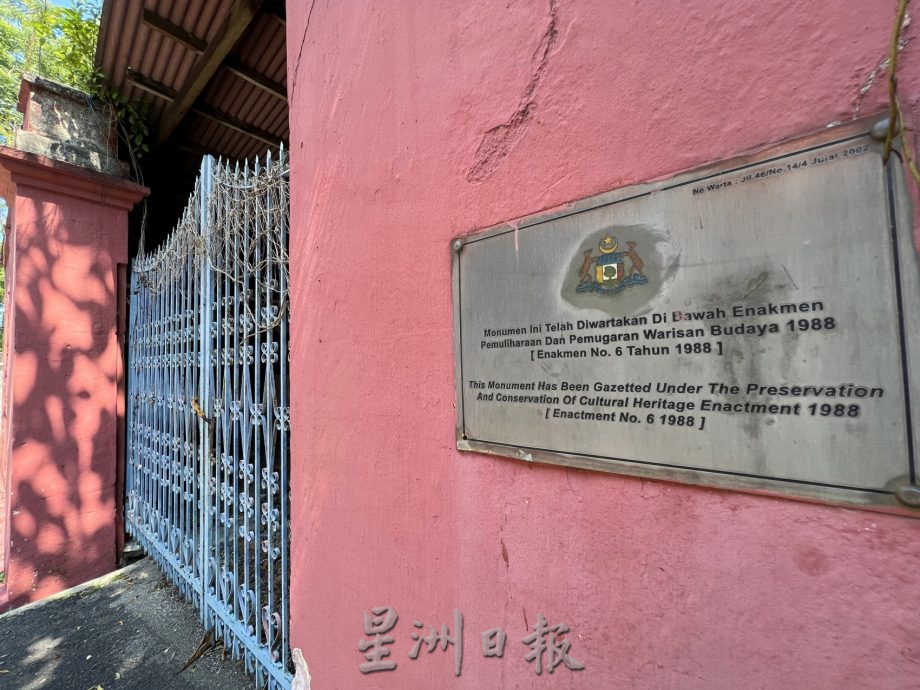 No Warta : Jil.46/No.14/4 Julai 2002
Monumen Ini Telah Diwartakan Di Bawah Enakmen
Pemuliharaan Dan Pemugaran Warisan Budaya 1988
[ Enakmen No. 6 Tahun 1988 ]
This Monument Has Been Gazetted Under The Preservation
And Conservation Of Cultural Heritage Enactment 1988
[ Enactment No. 6 1988 ]
星洲日报